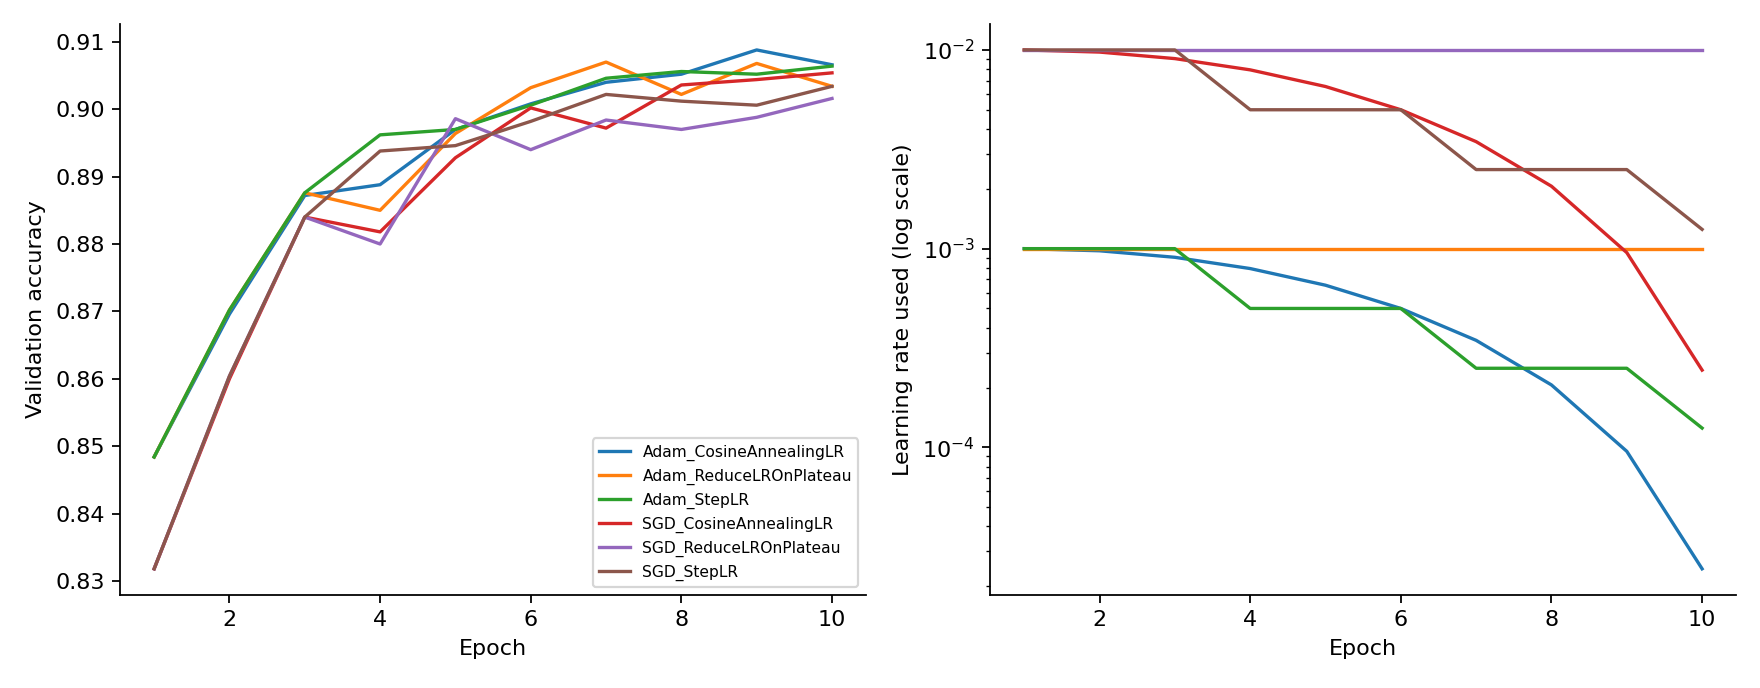 Validation accuracy
0.91
0.90
0.89
0.88
0.87
0.86
0.85
0.84
0.83
2
4
6
8
10
Epoch
Adam_CosineAnnealingLR
Adam_ReduceLROnPlateau
Adam_StepLR
SGD_CosineAnnealingLR
SGD_ReduceLROnPlateau
SGD_StepLR
Learning rate used (log scale)
10⁻²
10⁻³
10⁻⁴
2
4
6
8
10
Epoch